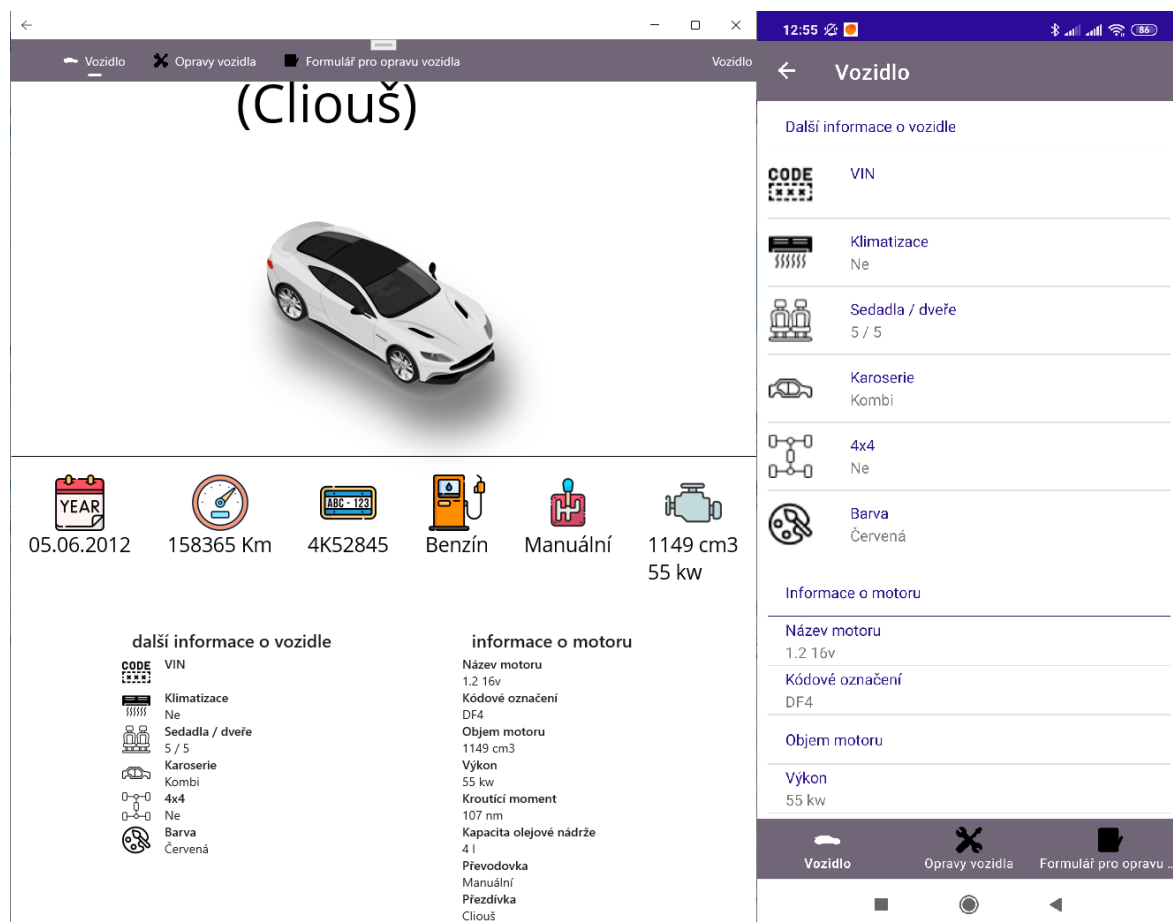 Vozidlo
Opravy vozidla
Formulář pro opravu vozidla
Vozidlo
(Cliouš)
YEAR
ABC - 123
05.06.2012
158365 Km
4K52845
Benzín
Manuální
1149 cm3
55 kw
další informace o vozidle
CODE
VIN
Klimatizace
Ne
Sedadla / dveře
5 / 5
Karoserie
Kombi
4x4
Ne
Barva
Červená
informace o motoru
Název motoru
1.2 16v
Kódové označení
DF4
Objem motoru
1149 cm3
Výkon
55 kw
Kroutící moment
107 nm
Kapacita olejové nádrže
4 l
Převodovka
Manuální
Přezdívka
Cliouš
12:55
86
Vozidlo
Další informace o vozidle
CODE
VIN
Klimatizace
Ne
Sedadla / dveře
5 / 5
Karoserie
Kombi
4x4
Ne
Barva
Červená
Informace o motoru
Název motoru
1.2 16v
Kódové označení
DF4
Objem motoru
Výkon
55 kw
Vozidlo
Opravy vozidla
Formulář pro opravu ..